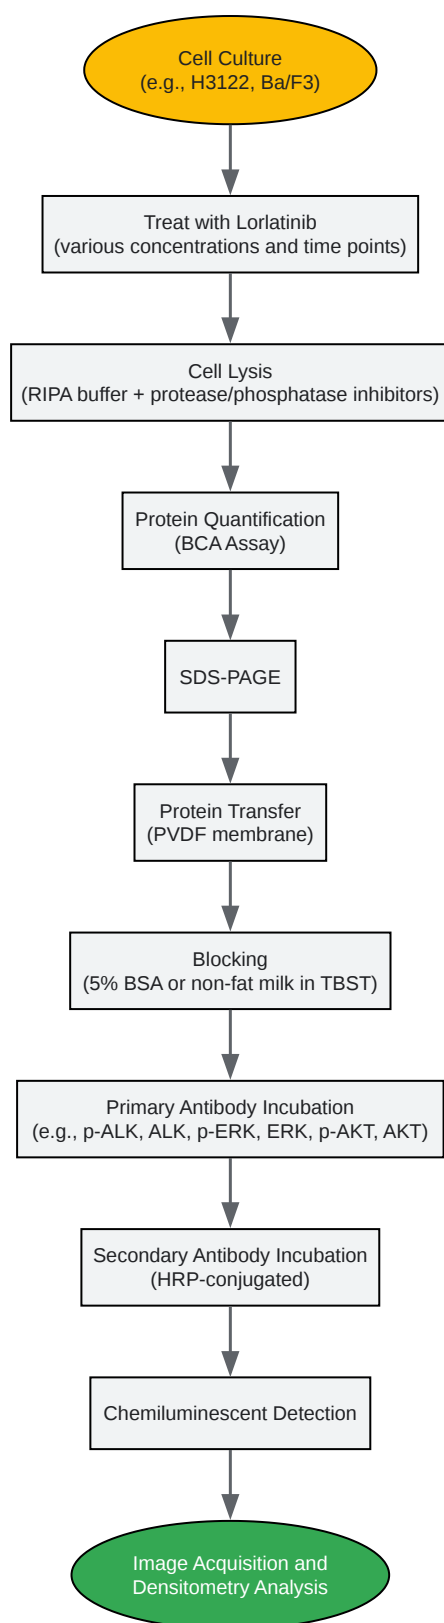 Cell Culture
(e.g., H3122, Ba/F3)
Treat with Lorlatinib
(various concentrations and time points)
Cell Lysis
(RIPA buffer + protease/phosphatase inhibitors)
Protein Quantification
(BCA Assay)
SDS-PAGE
Protein Transfer
(PVDF membrane)
Blocking
(5% BSA or non-fat milk in TBST)
Primary Antibody Incubation
(e.g., p-ALK, ALK, p-ERK, ERK, p-AKT, AKT)
Secondary Antibody Incubation
(HRP-conjugated)
Chemiluminescent Detection
Image Acquisition and
Densitometry Analysis